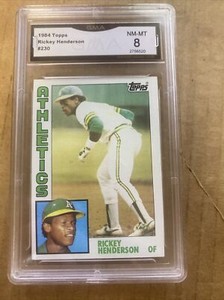 1984 Topps
Rickey Henderson
#230
NM-MT
8
Topps
ATHLETICS
A's
RICKEY
HENDERSON OF